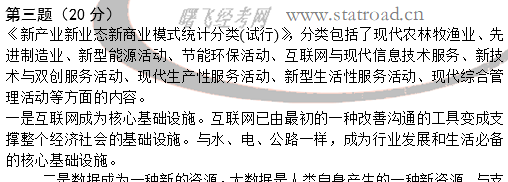 第三题（20 分）
曙飞经考网 www.statroad.cn
《新产业新业态新商业模式统计分类(试行)》，分类包括了现代农林牧渔业、先
进制造业、新型能源活动、节能环保活动、互联网与现代信息技术服务、新技
术与双创服务活动、现代生产性服务活动、新型生活性服务活动、现代综合管
理活动等方面的内容。
一是互联网成为核心基础设施。互联网已由最初的一种改善沟通的工具变成支
撑整个经济社会的基础设施。与水、电、公路一样，成为行业发展和生活必备
的核心基础设施。
二是数据成为一种新的资源，大数据是人类自身产生的一种新资源，与支